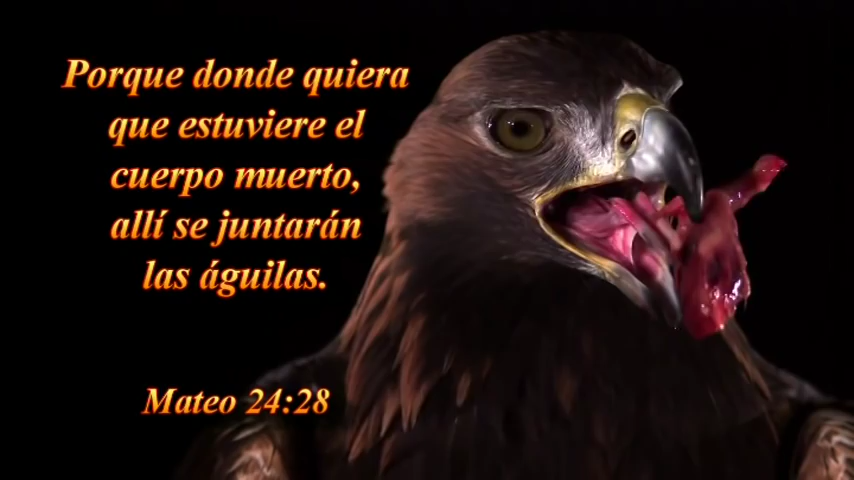 Porque donde quiera
que estuviere el
cuerpo muerto,
allí se juntarán
las águilas.
Mateo 24:28